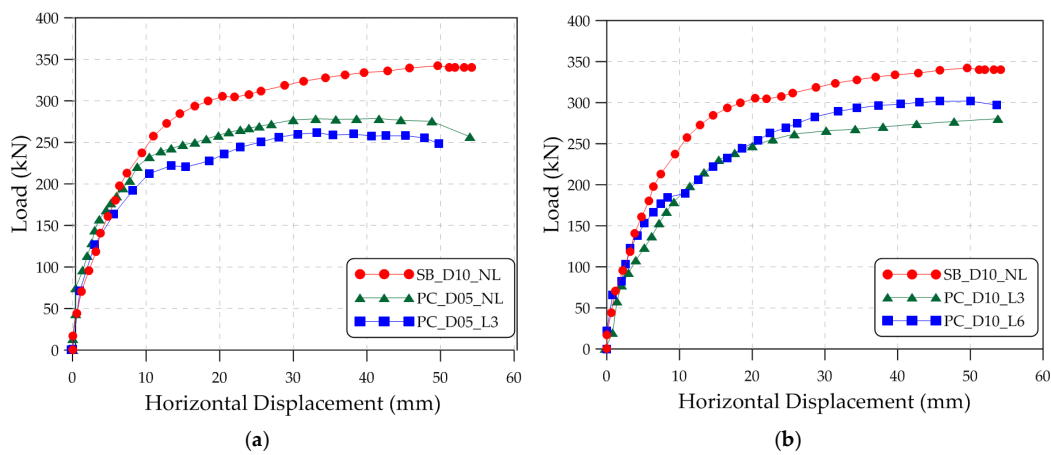 400
350
300
250
200
150
100
50
0
Load (kN)
SB_D10_NL
PC_D05_NL
PC_D05_L3
0 10 20 30 40 50 60
Horizontal Displacement (mm)
(a)
400
350
300
250
200
150
100
50
0
Load (kN)
SB_D10_NL
PC_D10_L3
PC_D10_L6
0 10 20 30 40 50 60
Horizontal Displacement (mm)
(b)